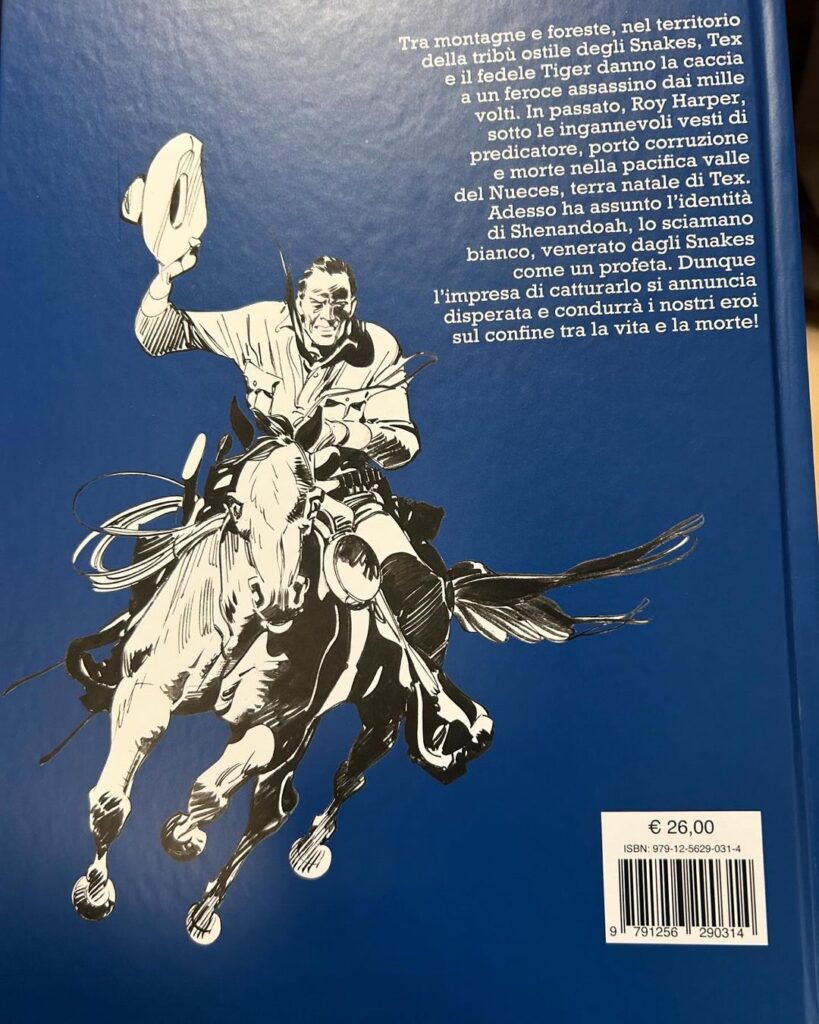 Tra montagne e foreste, nel territorio
della tribù ostile degli Snakes, Tex
e il fedele Tiger danno la caccia
a un feroce assassino dai mille
volti. In passato, Roy Harper,
sotto le ingannevoli vesti di
predicatore, portò corruzione
e morte nella pacifica valle
del Nueces, terra natale di Tex.
Adesso ha assunto l'identità
di Shenandoah, lo sciamano
bianco, venerato dagli Snakes
come un profeta. Dunque
l'impresa di catturarlo si annuncia
disperata e condurrà i nostri eroi
sul confine tra la vita e la morte!
€ 26,00
ISBN: 979-12-5629-031-4
9 791256 290314